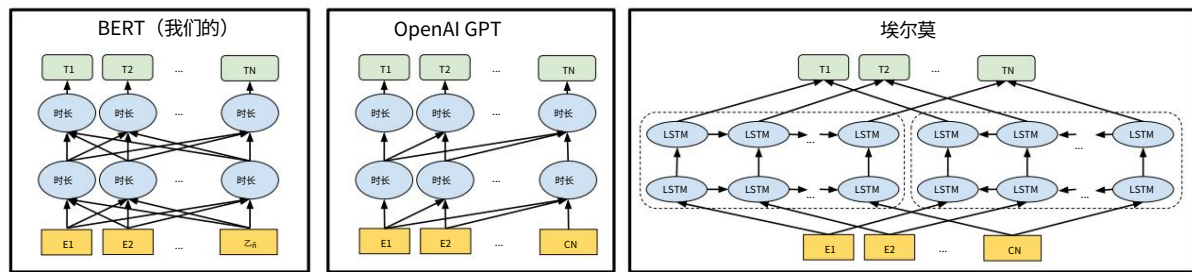 BERT（我们的）
T1 T2 ... TN
时长 时长 ... 时长
时长 时长 ... 时长
E1 E2 ...
OpenAI GPT
T1 T2 ... TN
时长 时长 ... 时长
时长 时长 ... 时长
E1 E2 ... CN
埃尔莫
T1 T2 ... TN
LSTM LSTM ... LSTM LSTM LSTM ... LSTM
LSTM LSTM ... LSTM LSTM LSTM ... LSTM
E1 E2 ... CN